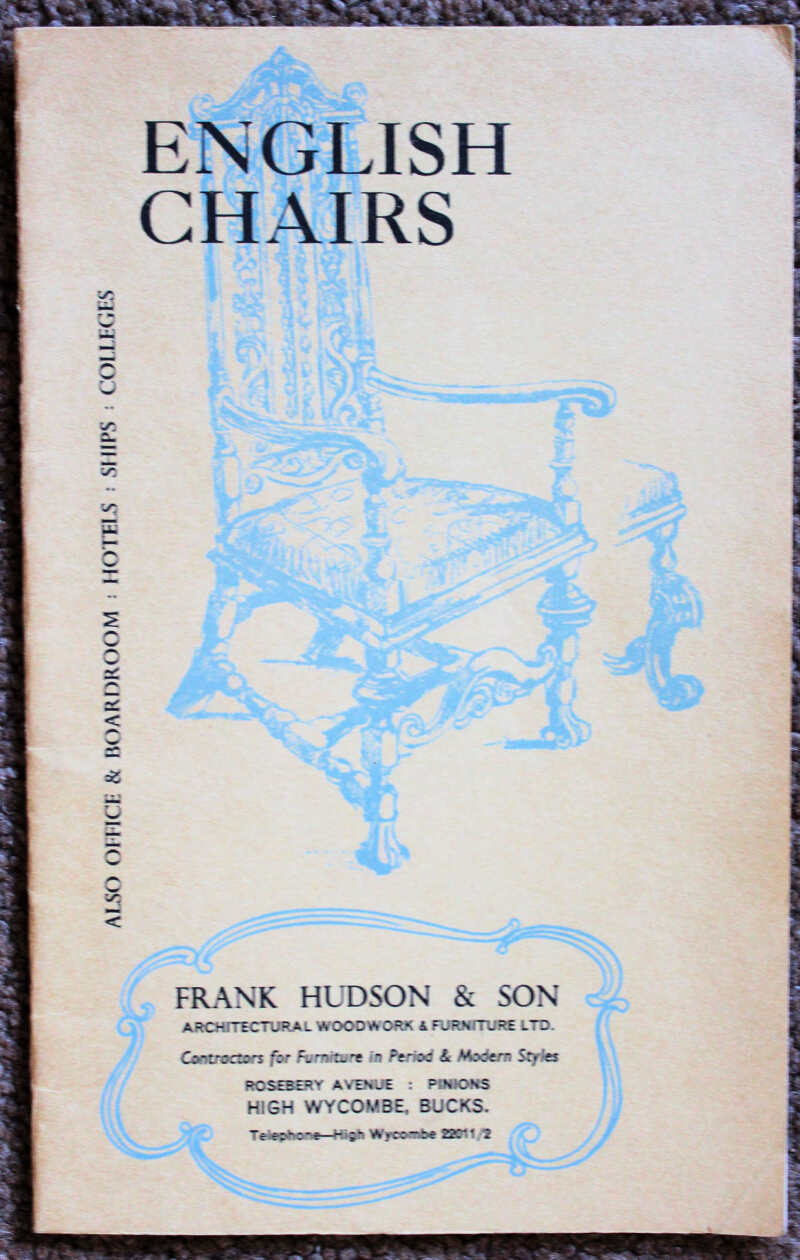 ENGLISH
CHAIRS
ALSO OFFICE & BOARDROOM : HOTELS : SHIPS : COLLEGES
FRANK HUDSON & SON
ARCHITECTURAL WOODWORK & FURNITURE LTD.
Contractors for Furniture in Period & Modern Styles
ROSEBERY AVENUE : PINIONS
HIGH WYCOMBE, BUCKS.
Telephone—High Wycombe 22011/2